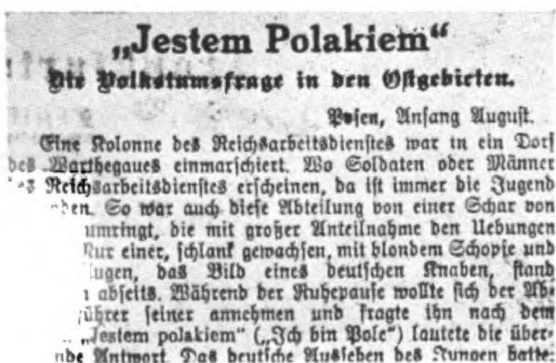 „Jestem Polakiem“
Die Volkstumsfrage in den Ostgebieten.
Posen, Anfang August.
Eine Kolonne des Reichsarbeitsdienstes war in ein Dorf
des Warthegaues einmarschiert. Wo Soldaten oder Männer
des Reichsarbeitsdienstes erscheinen, da ist immer die Jugend
So war auch diese Abteilung von einer Schar von
umringt, die mit großer Anteilnahme den Uebungen
Nur einer, schlank gewachsen, mit blondem Schopfe und
das Bild eines deutschen Knaben, stand
abseits. Während der Ruhepause wollte sich der Ab-
seiner annehmen und fragte ihn nach dem
„Jestem polakiem“ („Ich bin Pole“) lautete die über-
Antwort. Das deutsche Aussehen des Jungen hatte